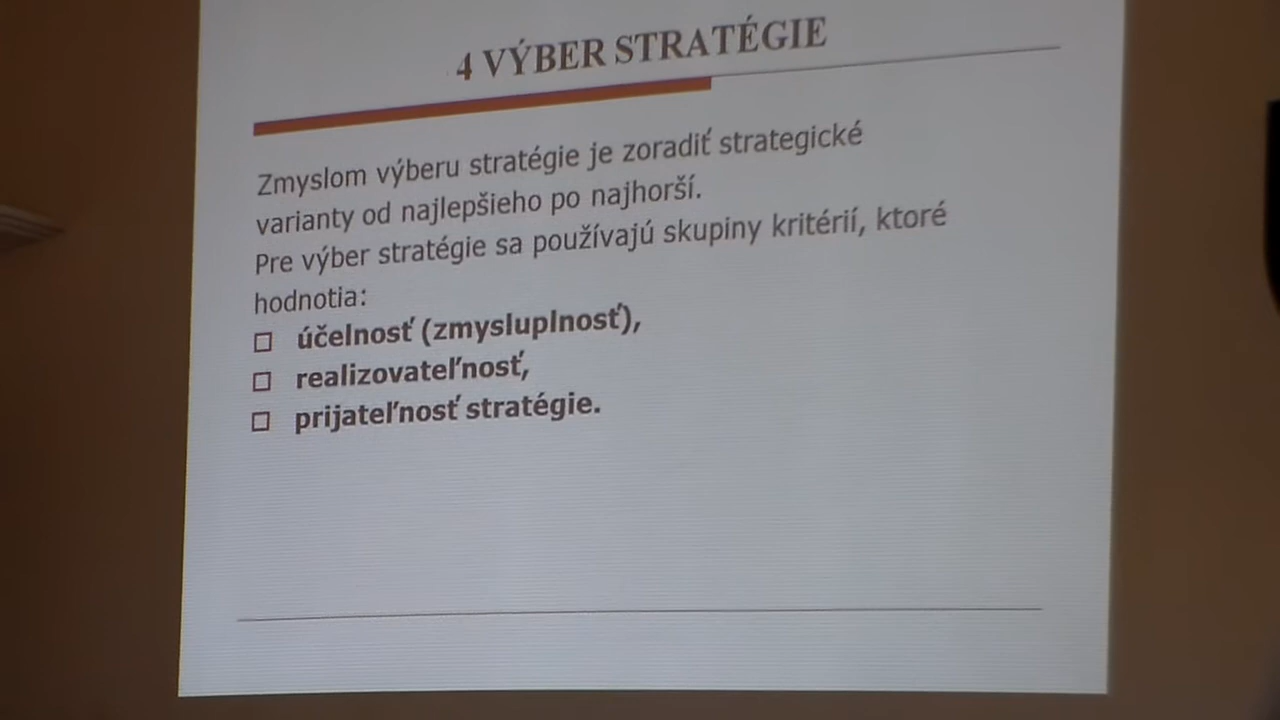 4 VÝBER STRATÉGIE
Zmyslom výberu stratégie je zoradiť strategické
varianty od najlepšieho po najhorší.
Pre výber stratégie sa používajú skupiny kritérií, ktoré
hodnotia:
účelnosť (zmysluplnosť),
realizovateľnosť,
prijateľnosť stratégie.